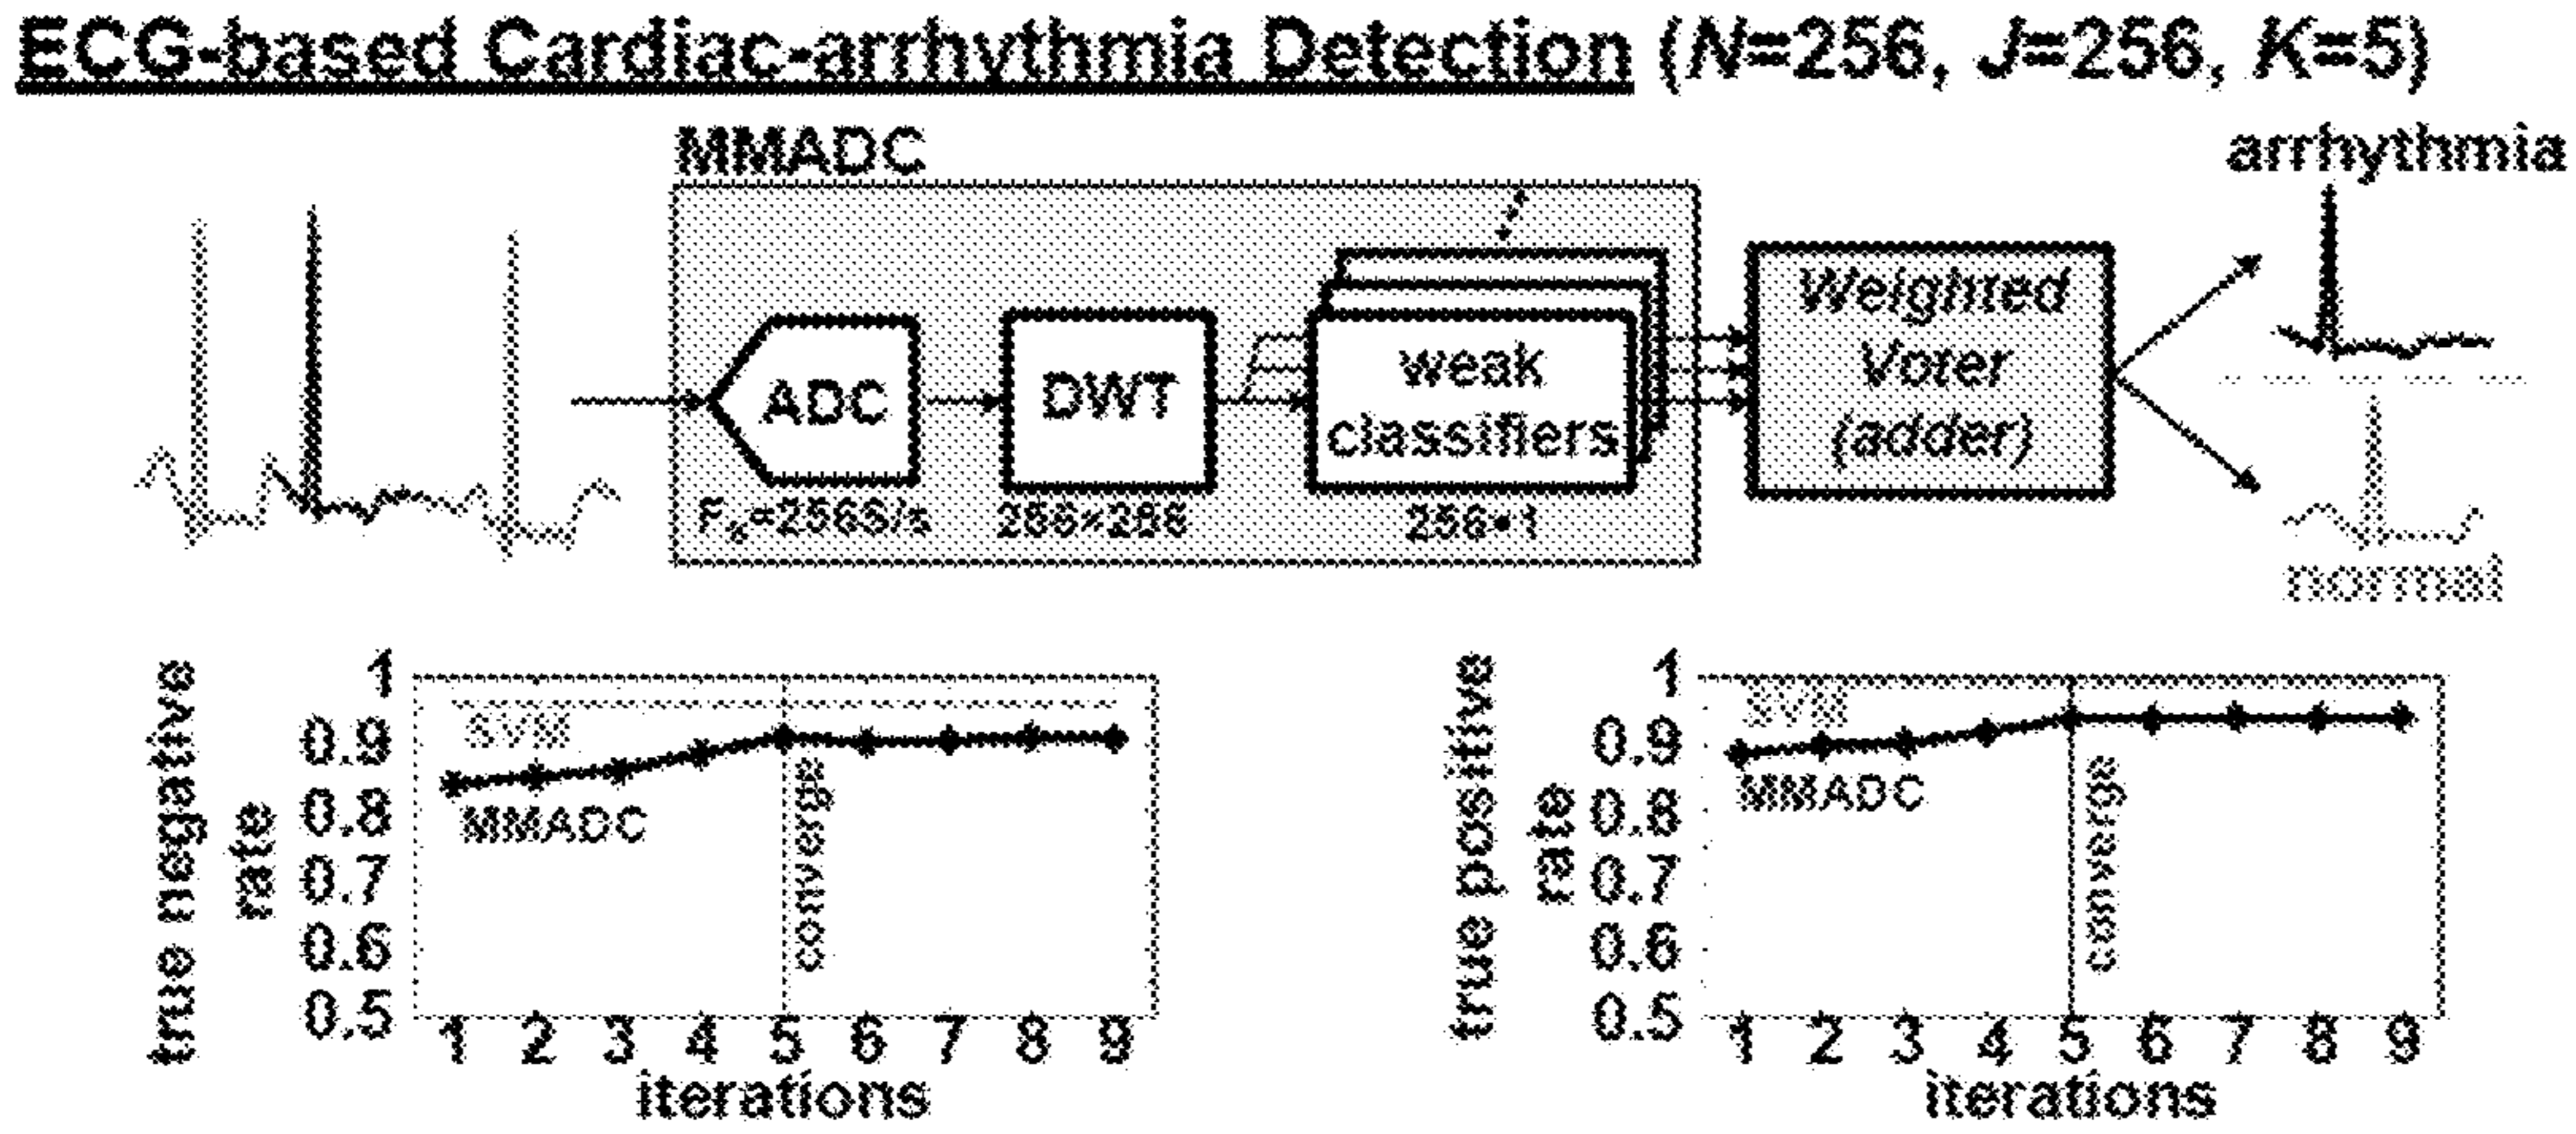 ECG-based Cardiac-arrhythmia Detection (N=256, J=256, K=5)
MMADC
arrhythmia
ADC
DWT
weak
classifiers
Weighted
Voter
(adder)
Fs=256S/s
256×256
256×1
normal
true negative
rate
1
0.9
0.8
0.7
0.6
0.5
SVM
MMADC
converge
1 2 3 4 5 6 7 8 9
iterations
true positive
rate
1
0.9
0.8
0.7
0.6
0.5
SVM
MMADC
converge
1 2 3 4 5 6 7 8 9
iterations